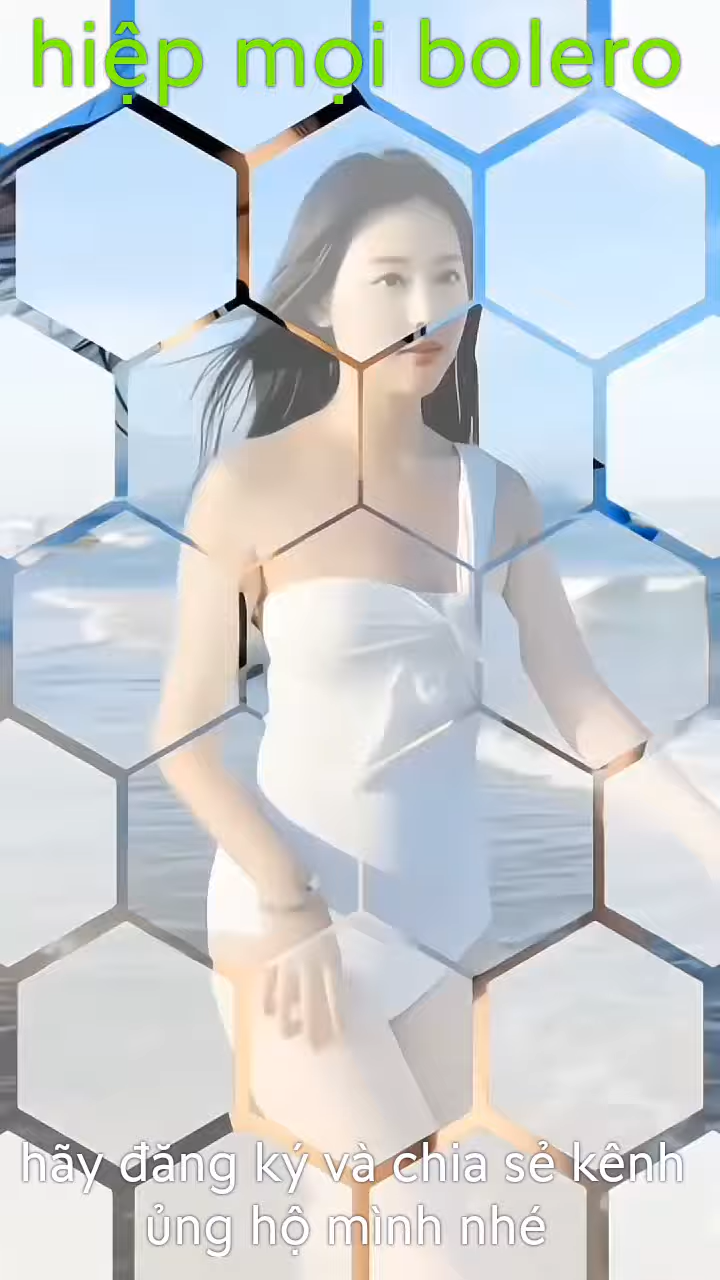 hiệp mọi bolero
hãy đăng ký và chia sẻ kênh
ủng hộ mình nhé